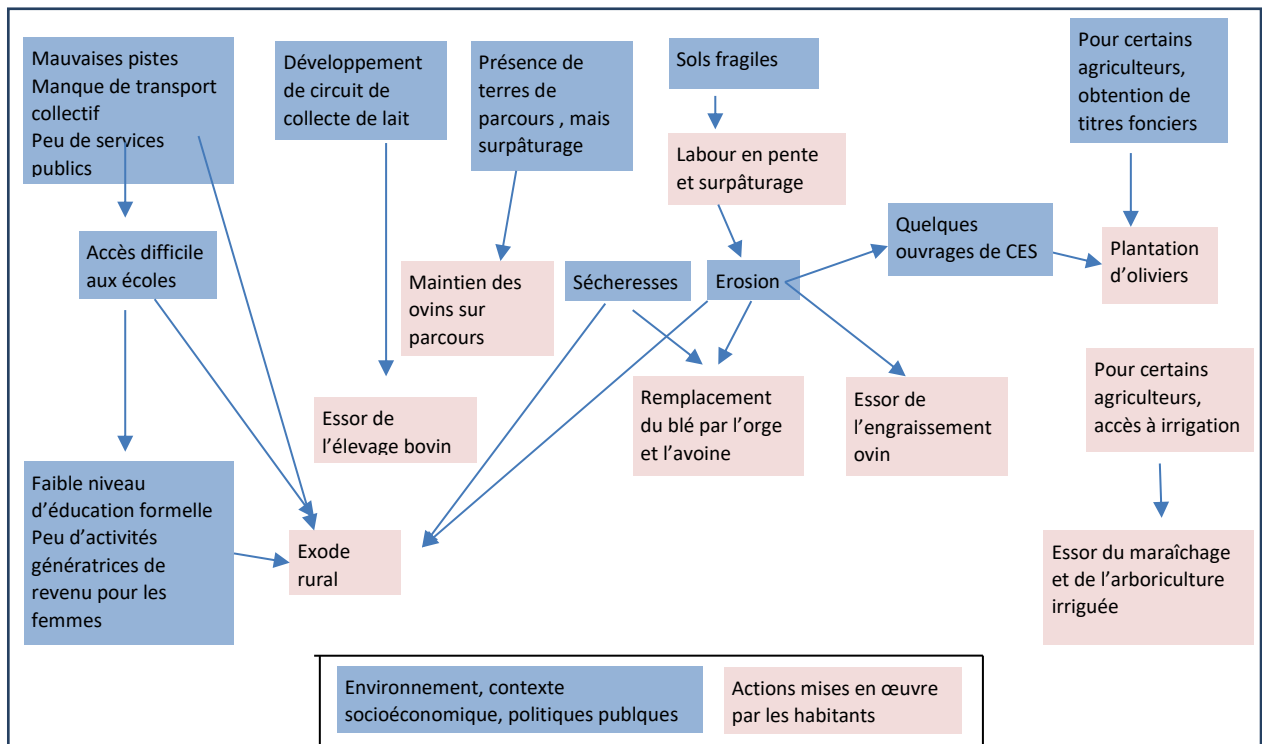 Mauvaises pistes
Manque de transport
collectif
Peu de services
publics
Développement
de circuit de
collecte de lait
Présence de
terres de
parcours , mais
surpâturage
Sols fragiles
Pour certains
agriculteurs,
obtention de
titres fonciers
Labour en pente
et surpâturage
Accès difficile
aux écoles
Maintien des
ovins sur
parcours
Sécheresses
Erosion
Quelques
ouvrages de CES
Plantation
d’oliviers
Essor de
l’élevage bovin
Remplacement
du blé par l’orge
et l’avoine
Essor de
l’engraissement
ovin
Pour certains
agriculteurs,
accès à irrigation
Faible niveau
d’éducation formelle
Peu d’activités
génératrices de
revenu pour les
femmes
Exode
rural
Essor du maraîchage
et de l’arboriculture
irriguée
Environnement, contexte
socioéconomique, politiques publques
Actions mises en œuvre
par les habitants